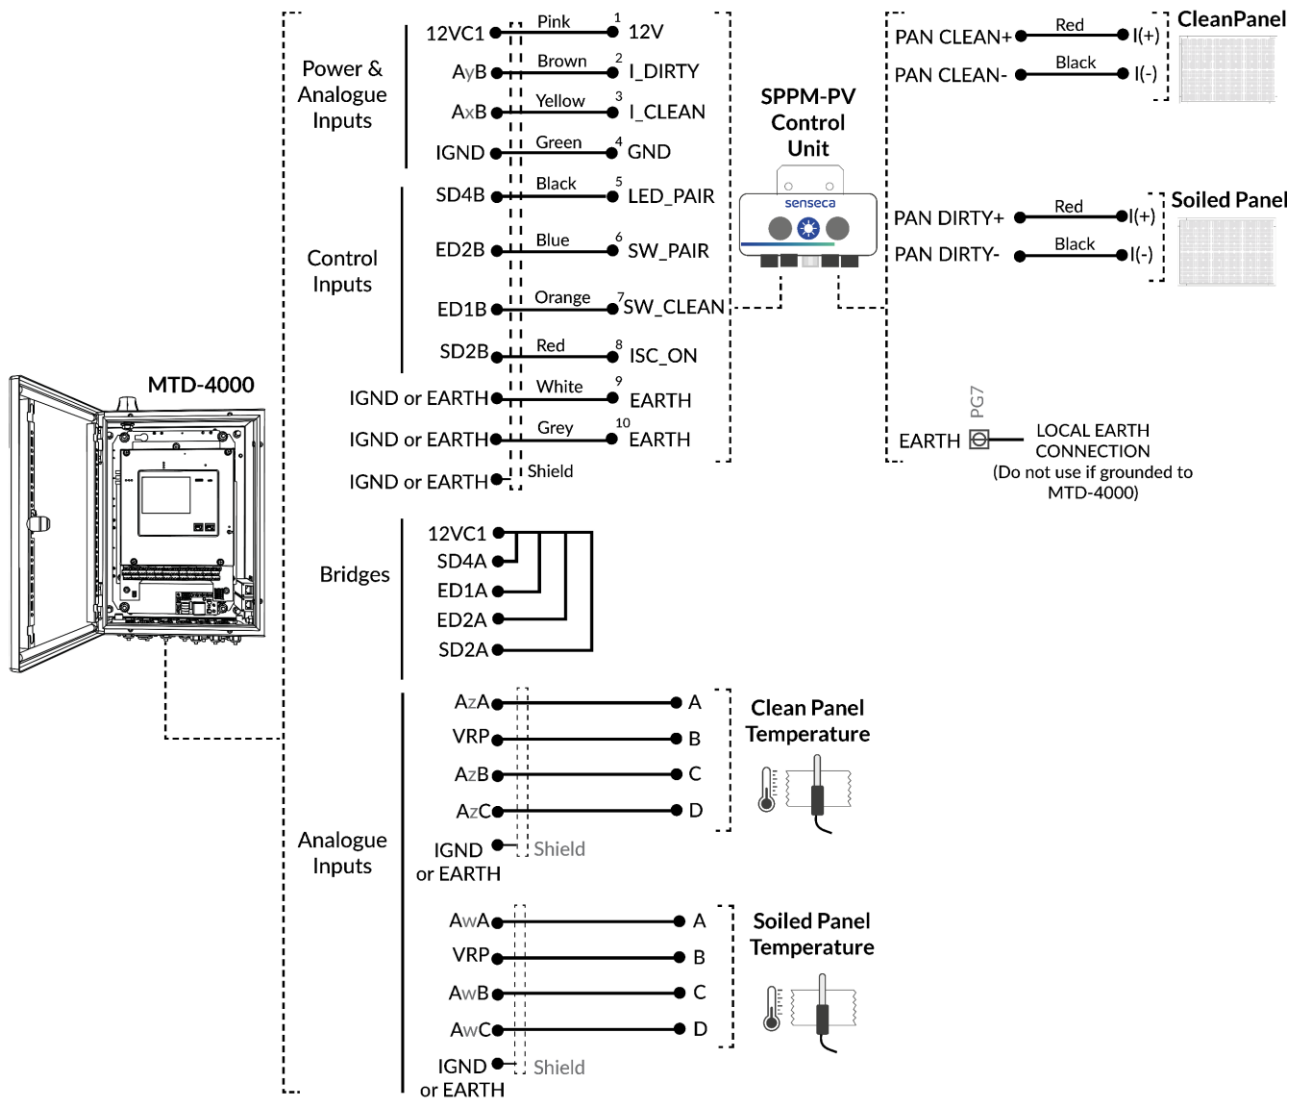 MTD-4000
Power &
Analogue
Inputs
12VC1 Pink 1 12V
AyB Brown 2 I_DIRTY
AxB Yellow 3 I_CLEAN
IGND Green 4 GND
Control
Inputs
SD4B Black 5 LED_PAIR
ED2B Blue 6 SW_PAIR
ED1B Orange 7 SW_CLEAN
SD2B Red 8 ISC_ON
IGND or EARTH White 9 EARTH
IGND or EARTH Grey 10 EARTH
IGND or EARTH Shield
Bridges
12VC1
SD4A
ED1A
ED2A
SD2A
Analogue
Inputs
AzA A
VRP B
AzB C
AzC D
IGND
or EARTH
Shield
Clean Panel
Temperature
AwA A
VRP B
AwB C
AwC D
IGND
or EARTH
Shield
Soiled Panel
Temperature
SPPM-PV
Control
Unit
senseca
CleanPanel
PAN CLEAN+ Red I(+)
PAN CLEAN- Black I(-)
Soiled Panel
PAN DIRTY+ Red I(+)
PAN DIRTY- Black I(-)
PG7
EARTH
LOCAL EARTH
CONNECTION
(Do not use if grounded to
MTD-4000)